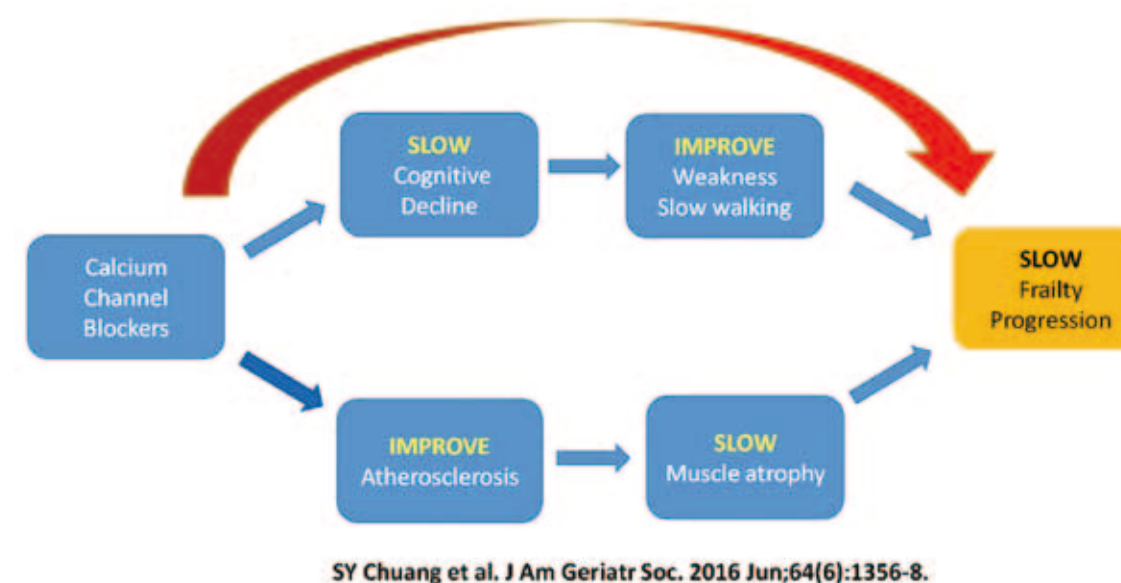 SLOW
Cognitive
Decline
IMPROVE
Weakness
Slow walking
Calcium
Channel
Blockers
SLOW
Frailty
Progression
IMPROVE
Atherosclerosis
SLOW
Muscle atrophy
SY Chuang et al. J Am Geriatr Soc. 2016 Jun;64(6):1356-8.